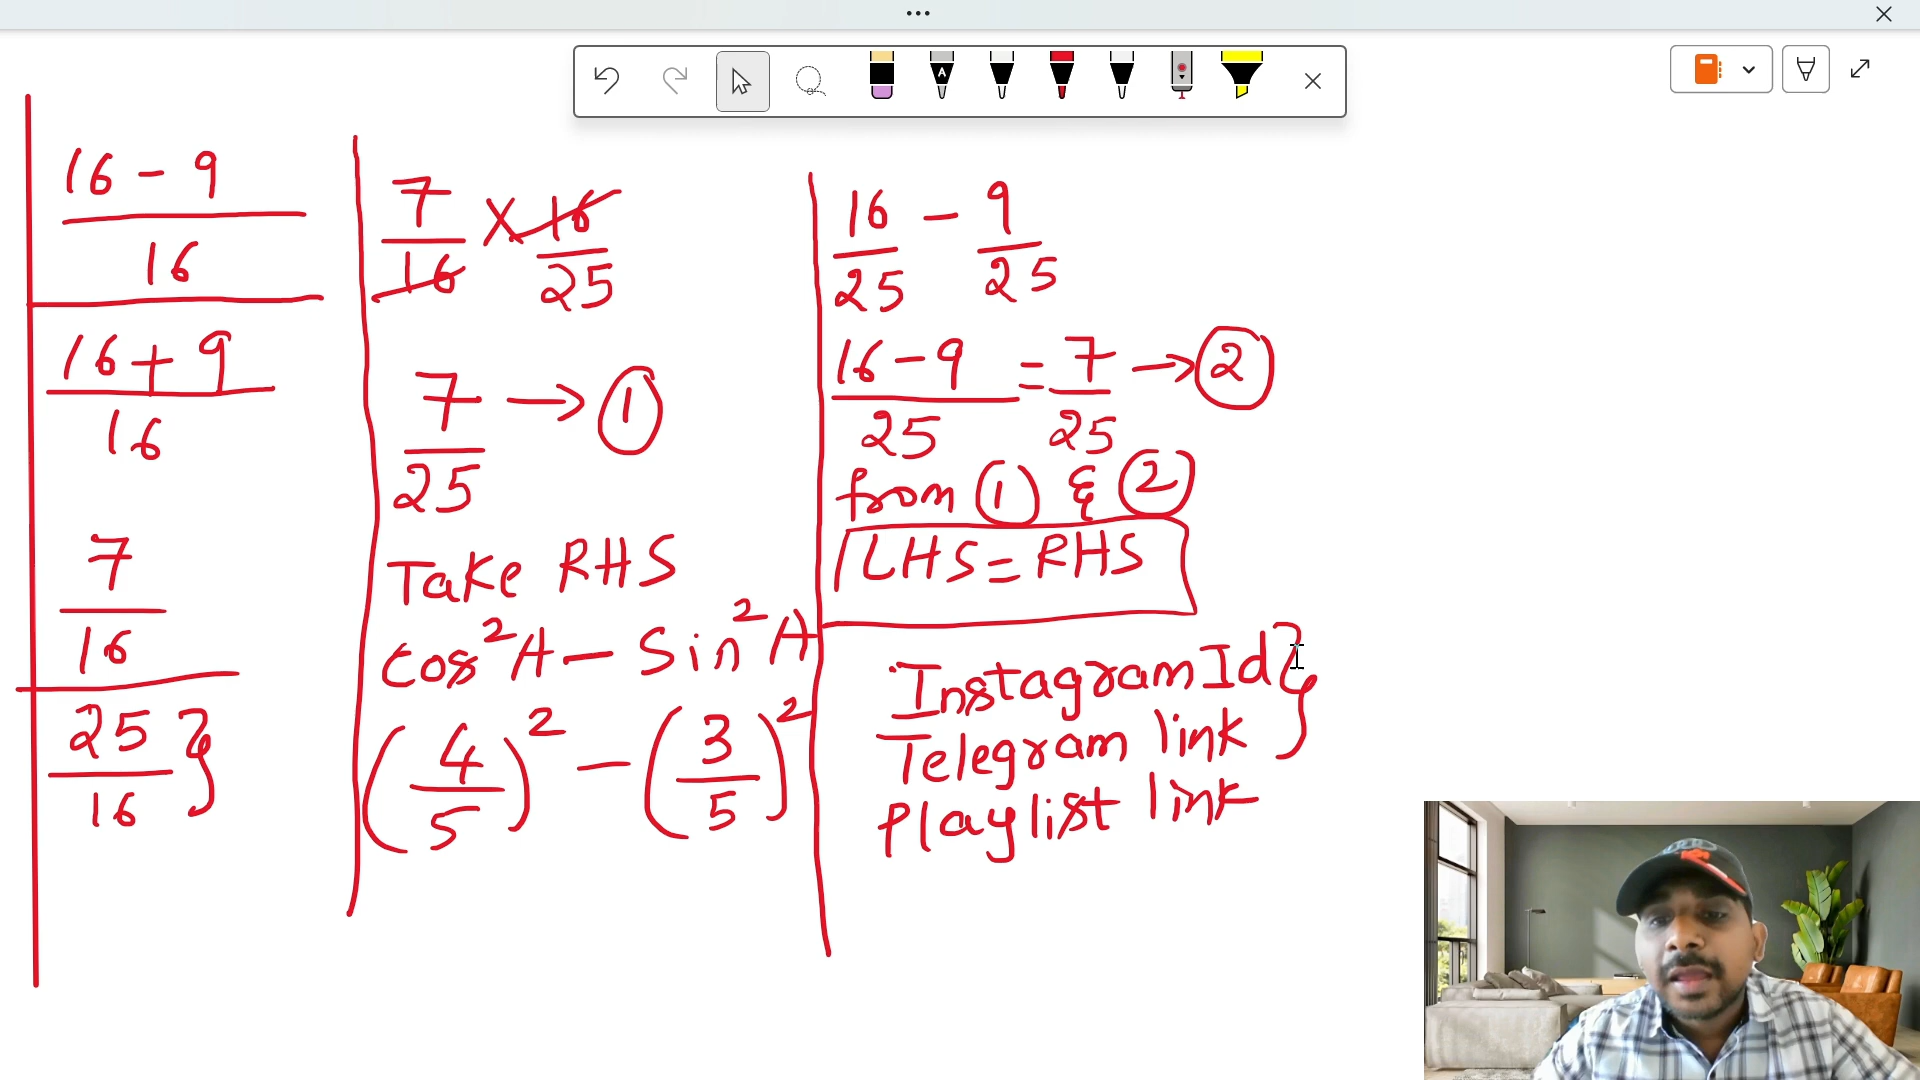 16 - 9
16
16 + 9
16
7
16
25 }
16
7 × 16
16 25
7 → 1
25
Take RHS
cos²A - Sin²A
(4/5)² - (3/5)²
16 - 9
25 25
16 - 9 = 7 → 2
25 25
from 1 & 2
LHS = RHS
Instagram Id }
Telegram link
Playlist link